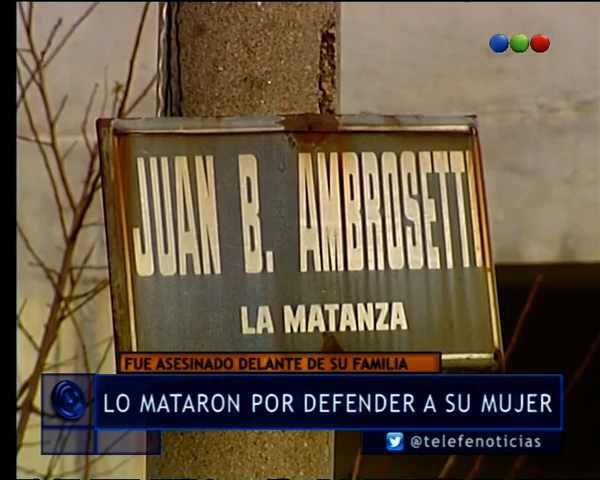 JUAN B. AMBROSETTI
LA MATANZA
FUE ASESINADO DELANTE DE SU FAMILIA
LO MATARON POR DEFENDER A SU MUJER
@telefenoticias